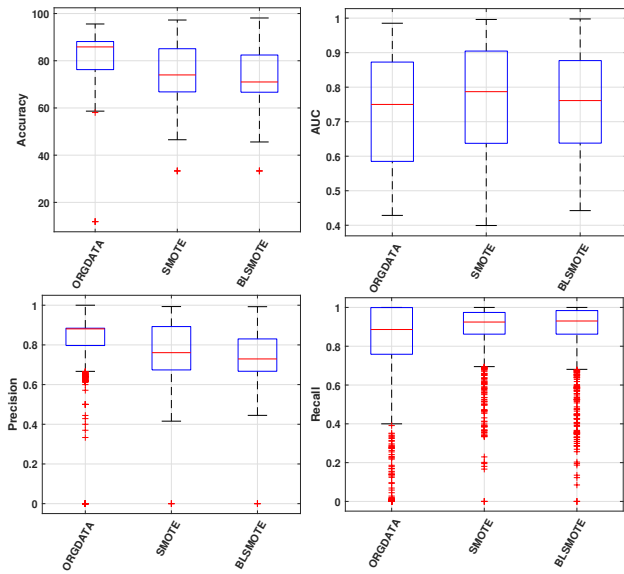 100
80
60
40
20
Accuracy
ORGDATA
SMOTE
BLSMOTE
1
0.9
0.8
0.7
0.6
0.5
0.4
AUC
ORGDATA
SMOTE
BLSMOTE
1
0.8
0.6
0.4
0.2
0
Precision
ORGDATA
SMOTE
BLSMOTE
1
0.8
0.6
0.4
0.2
0
Recall
ORGDATA
SMOTE
BLSMOTE